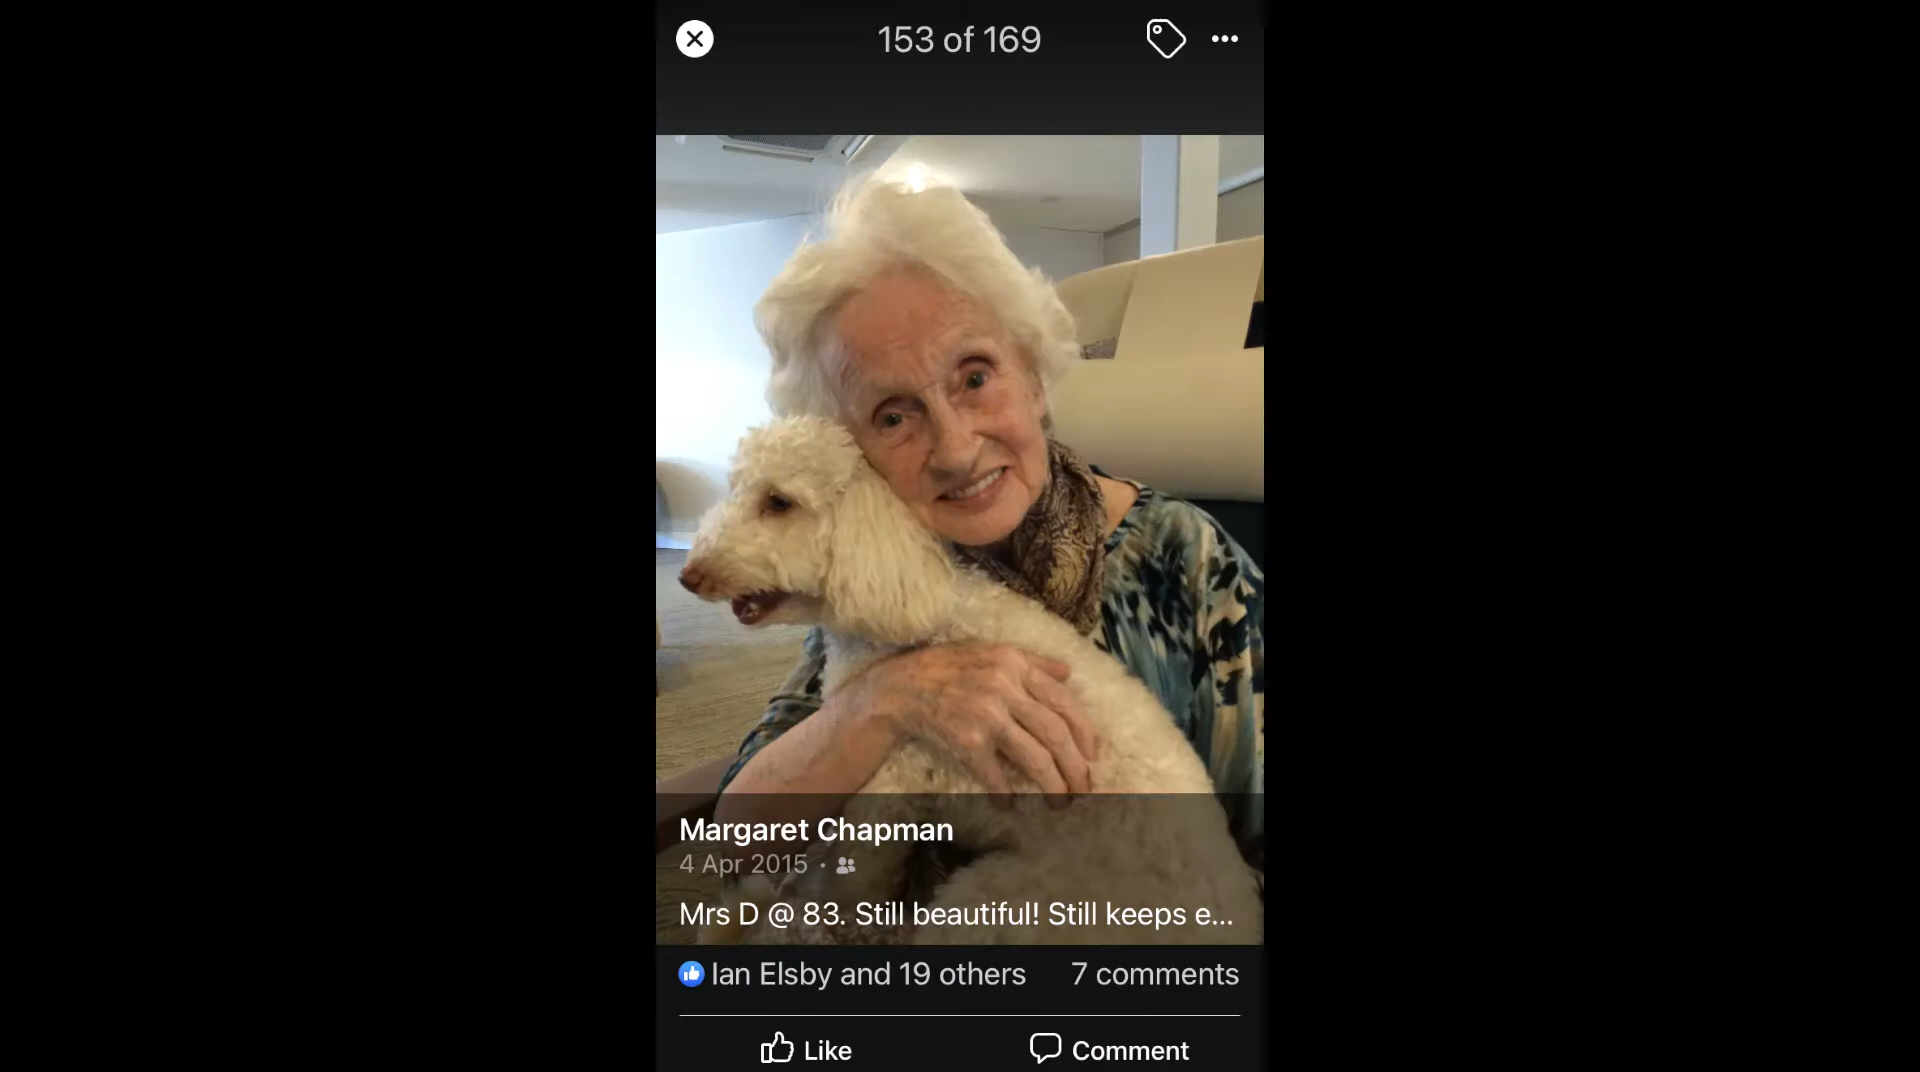 153 of 169
Margaret Chapman
4 Apr 2015 ·
Mrs D @ 83. Still beautiful! Still keeps e...
Ian Elsby and 19 others 7 comments
Like Comment